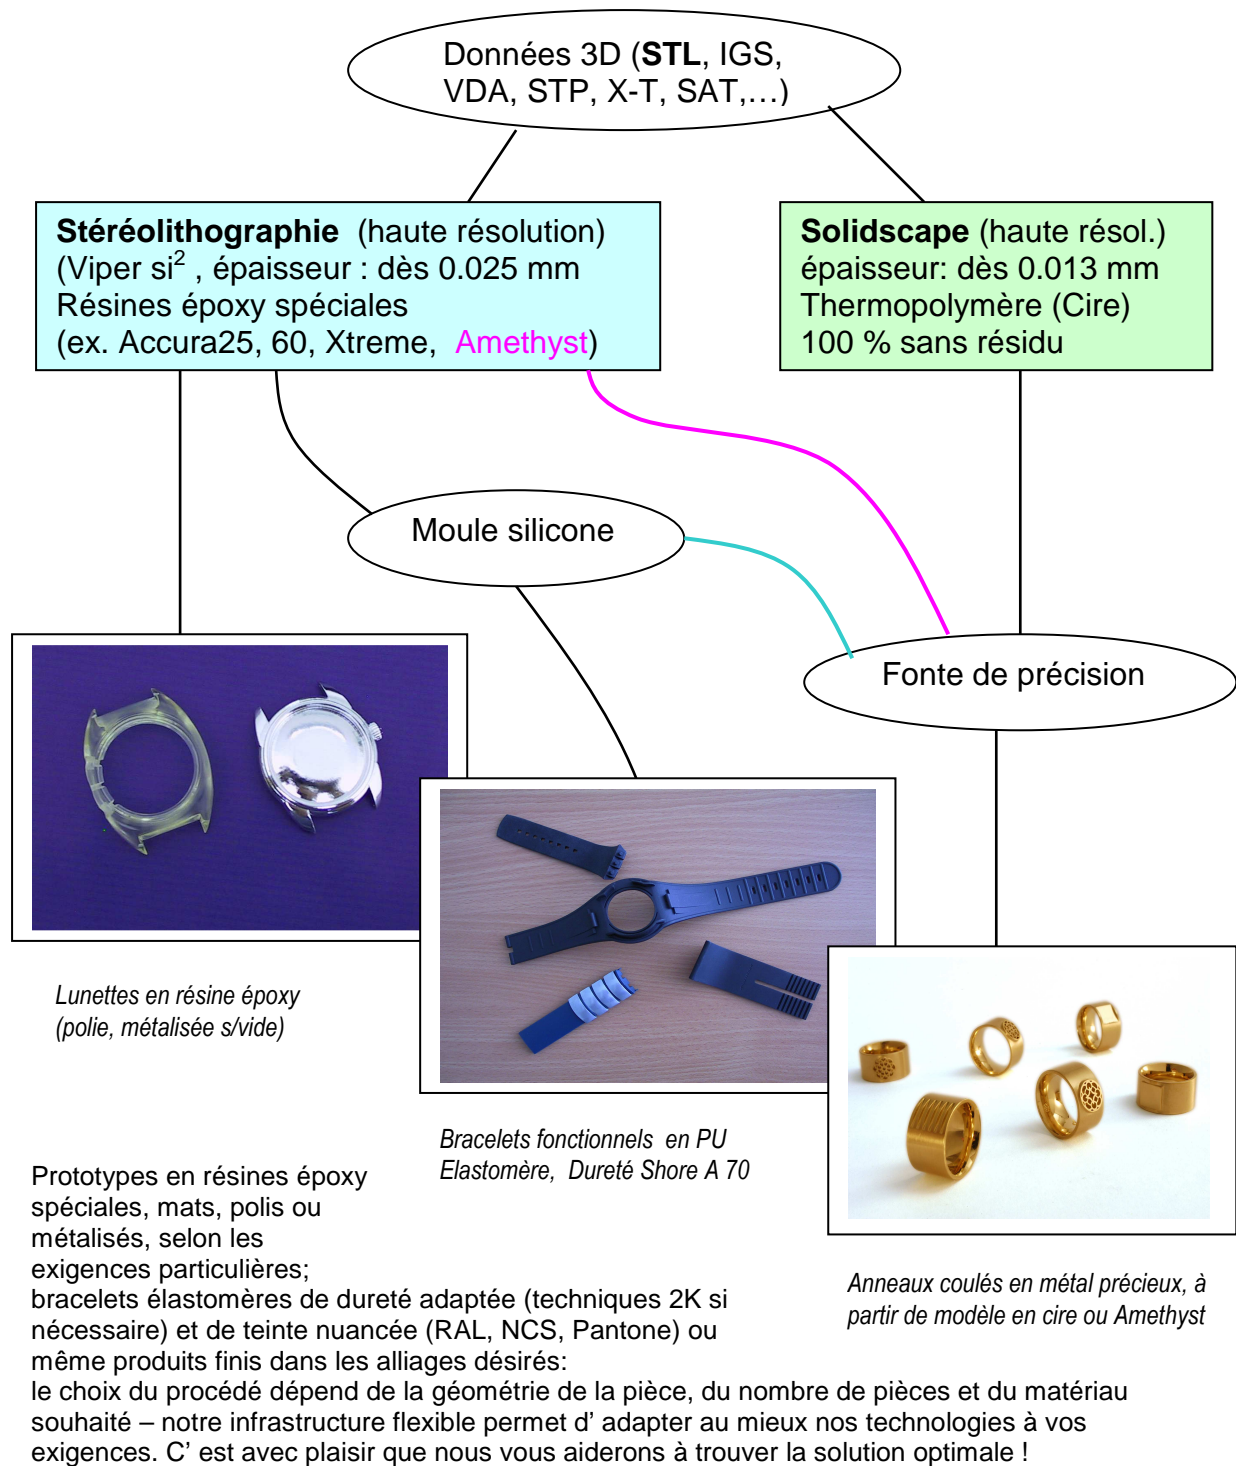 Données 3D (STL, IGS,
VDA, STP, X-T, SAT,…)
Stéréolithographie (haute résolution)
(Viper si² , épaisseur : dès 0.025 mm
Résines époxy spéciales
(ex. Accura25, 60, Xtreme, Amethyst)
Solidscape (haute résol.)
épaisseur: dès 0.013 mm
Thermopolymère (Cire)
100 % sans résidu
Moule silicone
Fonte de précision
Lunettes en résine époxy
(polie, métalisée s/vide)
Bracelets fonctionnels en PU
Elastomère, Dureté Shore A 70
Anneaux coulés en métal précieux, à
partir de modèle en cire ou Amethyst
Prototypes en résines époxy
spéciales, mats, polis ou
métalisés, selon les
exigences particulières;
bracelets élastomères de dureté adaptée (techniques 2K si
nécessaire) et de teinte nuancée (RAL, NCS, Pantone) ou
même produits finis dans les alliages désirés:
le choix du procédé dépend de la géométrie de la pièce, du nombre de pièces et du matériau
souhaité – notre infrastructure flexible permet d' adapter au mieux nos technologies à vos
exigences. C' est avec plaisir que nous vous aiderons à trouver la solution optimale !